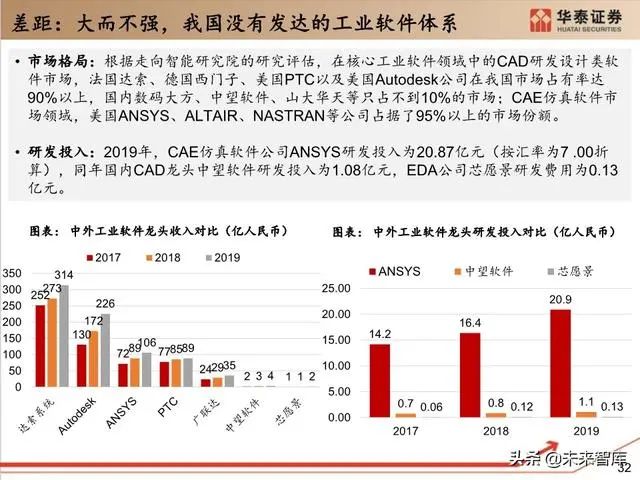 差距：大而不强，我国没有发达的工业软件体系
华泰证券
HUATAI SECURITIES
• 市场格局：根据走向智能研究院的研究评估，在核心工业软件领域中的CAD研发设计类软
件市场，法国达索、德国西门子、美国PTC以及美国Autodesk公司在我国市场占有率达
90%以上，国内数码大方、中望软件、山大华天等只占不到10%的市场；CAE仿真软件市
场领域，美国ANSYS、ALTAIR、NASTRAN等公司占据了95%以上的市场份额。
• 研发投入：2019年，CAE仿真软件公司ANSYS研发投入为20.87亿元（按汇率为7 .00折
算），同年国内CAD龙头中望软件研发投入为1.08亿元，EDA公司芯愿景研发费用为0.13
亿元。
图表： 中外工业软件龙头收入对比（亿人民币）
2017 2018 2019
350
300
250
200
150
100
50
0
252 273 314
130 172 226
72 89 106
77 85 89
24 29 35
2 3 4
1 1 2
达索系统 Autodesk ANSYS PTC 广联达 中望软件 芯愿景
图表： 中外工业软件龙头研发投入对比（亿人民币）
ANSYS 中望软件 芯愿景
25.00
20.00
15.00
10.00
5.00
0.00
14.2 0.7 0.06
16.4 0.8 0.12
20.9 1.1 0.13
2017 2018 2019
头条 @未来智库
32